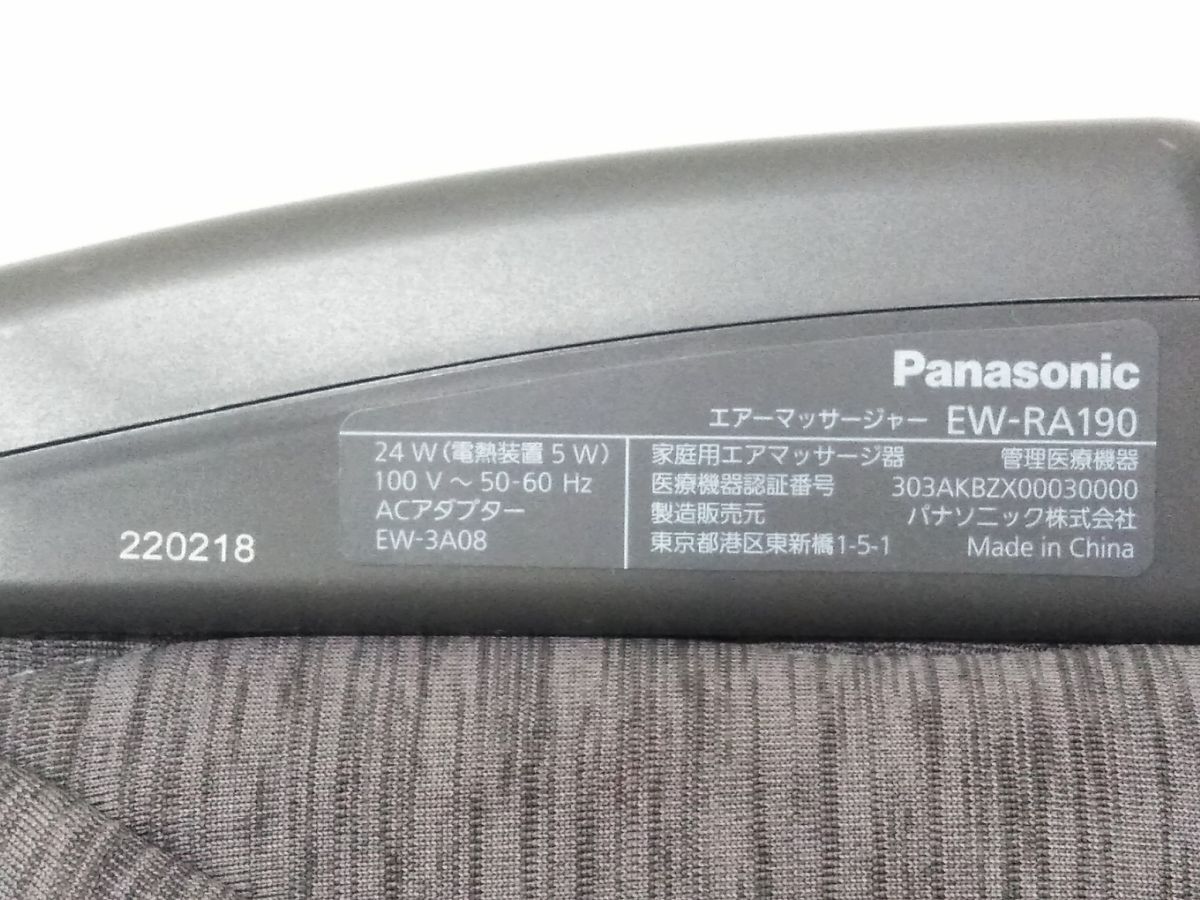 Panasonic
エアーマッサージャー EW-RA190
24 W (電熱装置 5 W)
100 V ～ 50-60 Hz
ACアダプター
EW-3A08
家庭用エアマッサージ器 管理医療機器
医療機器認証番号 303AKBZX00030000
製造販売元 パナソニック株式会社
東京都港区東新橋1-5-1 Made in China
220218